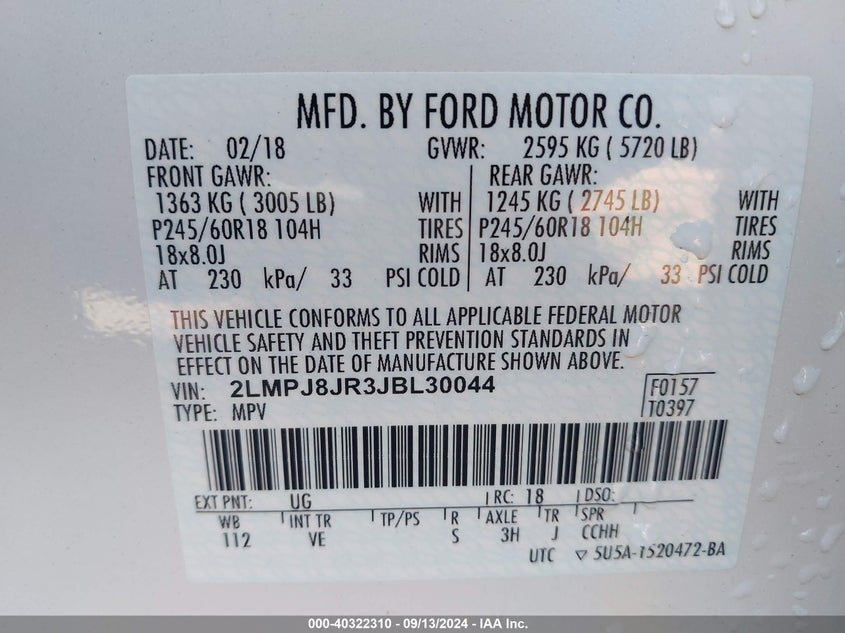 MFD. BY FORD MOTOR CO.
DATE: 02/18 GVWR: 2595 KG ( 5720 LB)
FRONT GAWR: REAR GAWR:
1363 KG ( 3005 LB) WITH 1245 KG ( 2745 LB) WITH
P245/60R18 104H TIRES P245/60R18 104H TIRES
18x8.0J RIMS 18x8.0J RIMS
AT 230 kPa/ 33 PSI COLD AT 230 kPa/ 33 PSI COLD
THIS VEHICLE CONFORMS TO ALL APPLICABLE FEDERAL MOTOR
VEHICLE SAFETY AND THEFT PREVENTION STANDARDS IN
EFFECT ON THE DATE OF MANUFACTURE SHOWN ABOVE.
VIN: 2LMPJ8JR3JBL30044 F0157
TYPE: MPV T0397
EXT PNT: UG RC: 18 DSO:
WB INT TR TP/PS R AXLE TR SPR
112 VE S 3H J CCHH
UTC ▽ 5U5A-1520472-BA
000-40322310 - 09/13/2024 - IAA Inc.